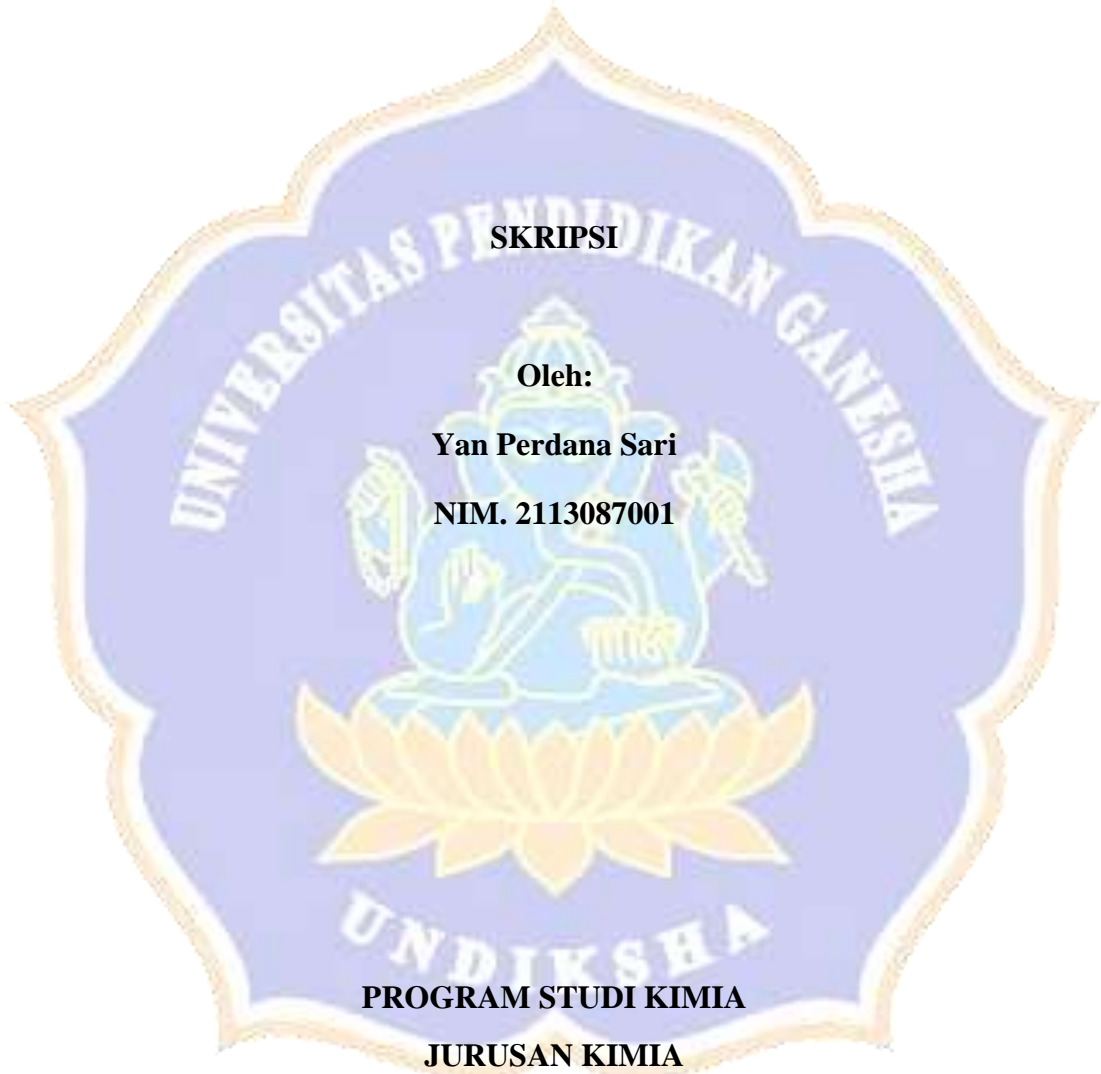 SKRIPSI
UNIVERSITAS PENDIDIKAN GANESHA
Oleh:
Yan Perdana Sari
NIM. 2113087001
UNDIKSHA
PROGRAM STUDI KIMIA
JURUSAN KIMIA